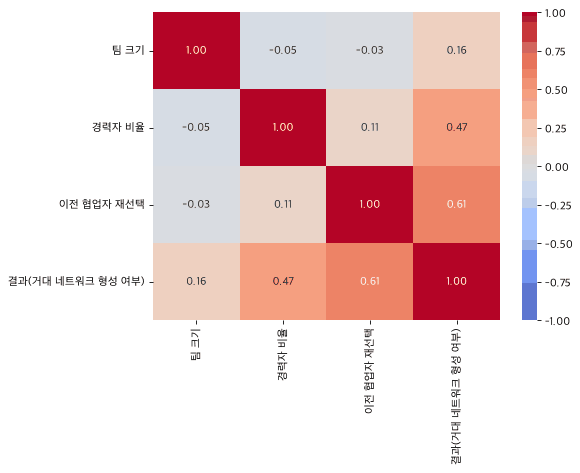 팀 크기 1.00 -0.05 -0.03 0.16
경력자 비율 -0.05 1.00 0.11 0.47
이전 협업자 재선택 -0.03 0.11 1.00 0.61
결과(거대 네트워크 형성 여부) 0.16 0.47 0.61 1.00
팀 크기
경력자 비율
이전 협업자 재선택
결과(거대 네트워크 형성 여부)
1.00
0.75
0.50
0.25
0.00
-0.25
-0.50
-0.75
-1.00